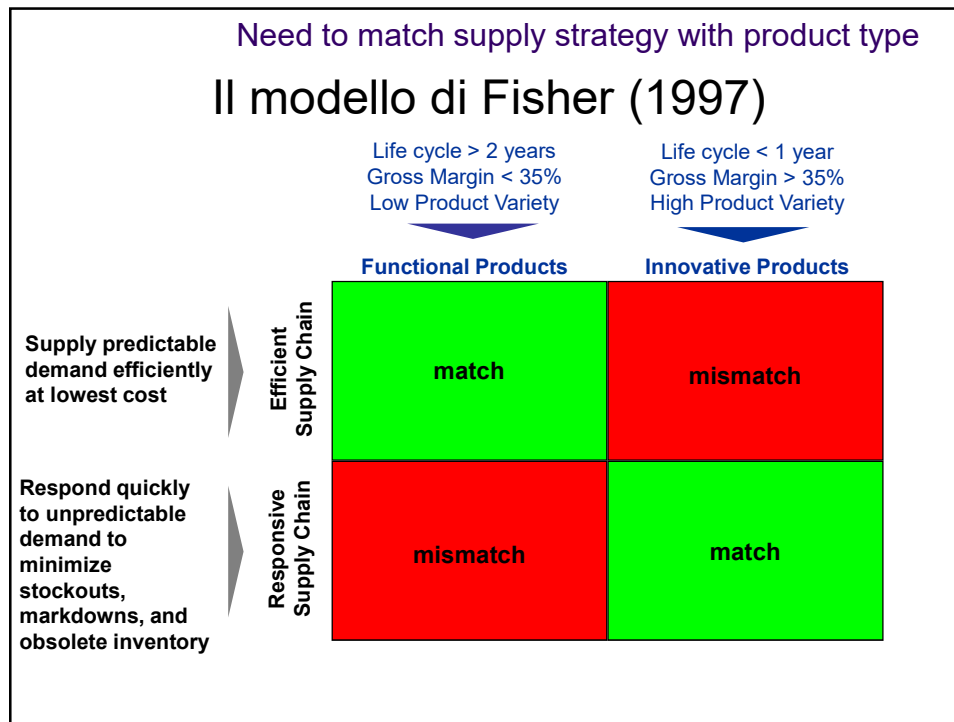 Need to match supply strategy with product type
Il modello di Fisher (1997)
Life cycle > 2 years
Gross Margin < 35%
Low Product Variety
Life cycle < 1 year
Gross Margin > 35%
High Product Variety
Functional Products
Innovative Products
Supply predictable
demand efficiently
at lowest cost
Efficient
Supply Chain
match
mismatch
Respond quickly
to unpredictable
demand to
minimize
stockouts,
markdowns, and
obsolete inventory
Responsive
Supply Chain
mismatch
match